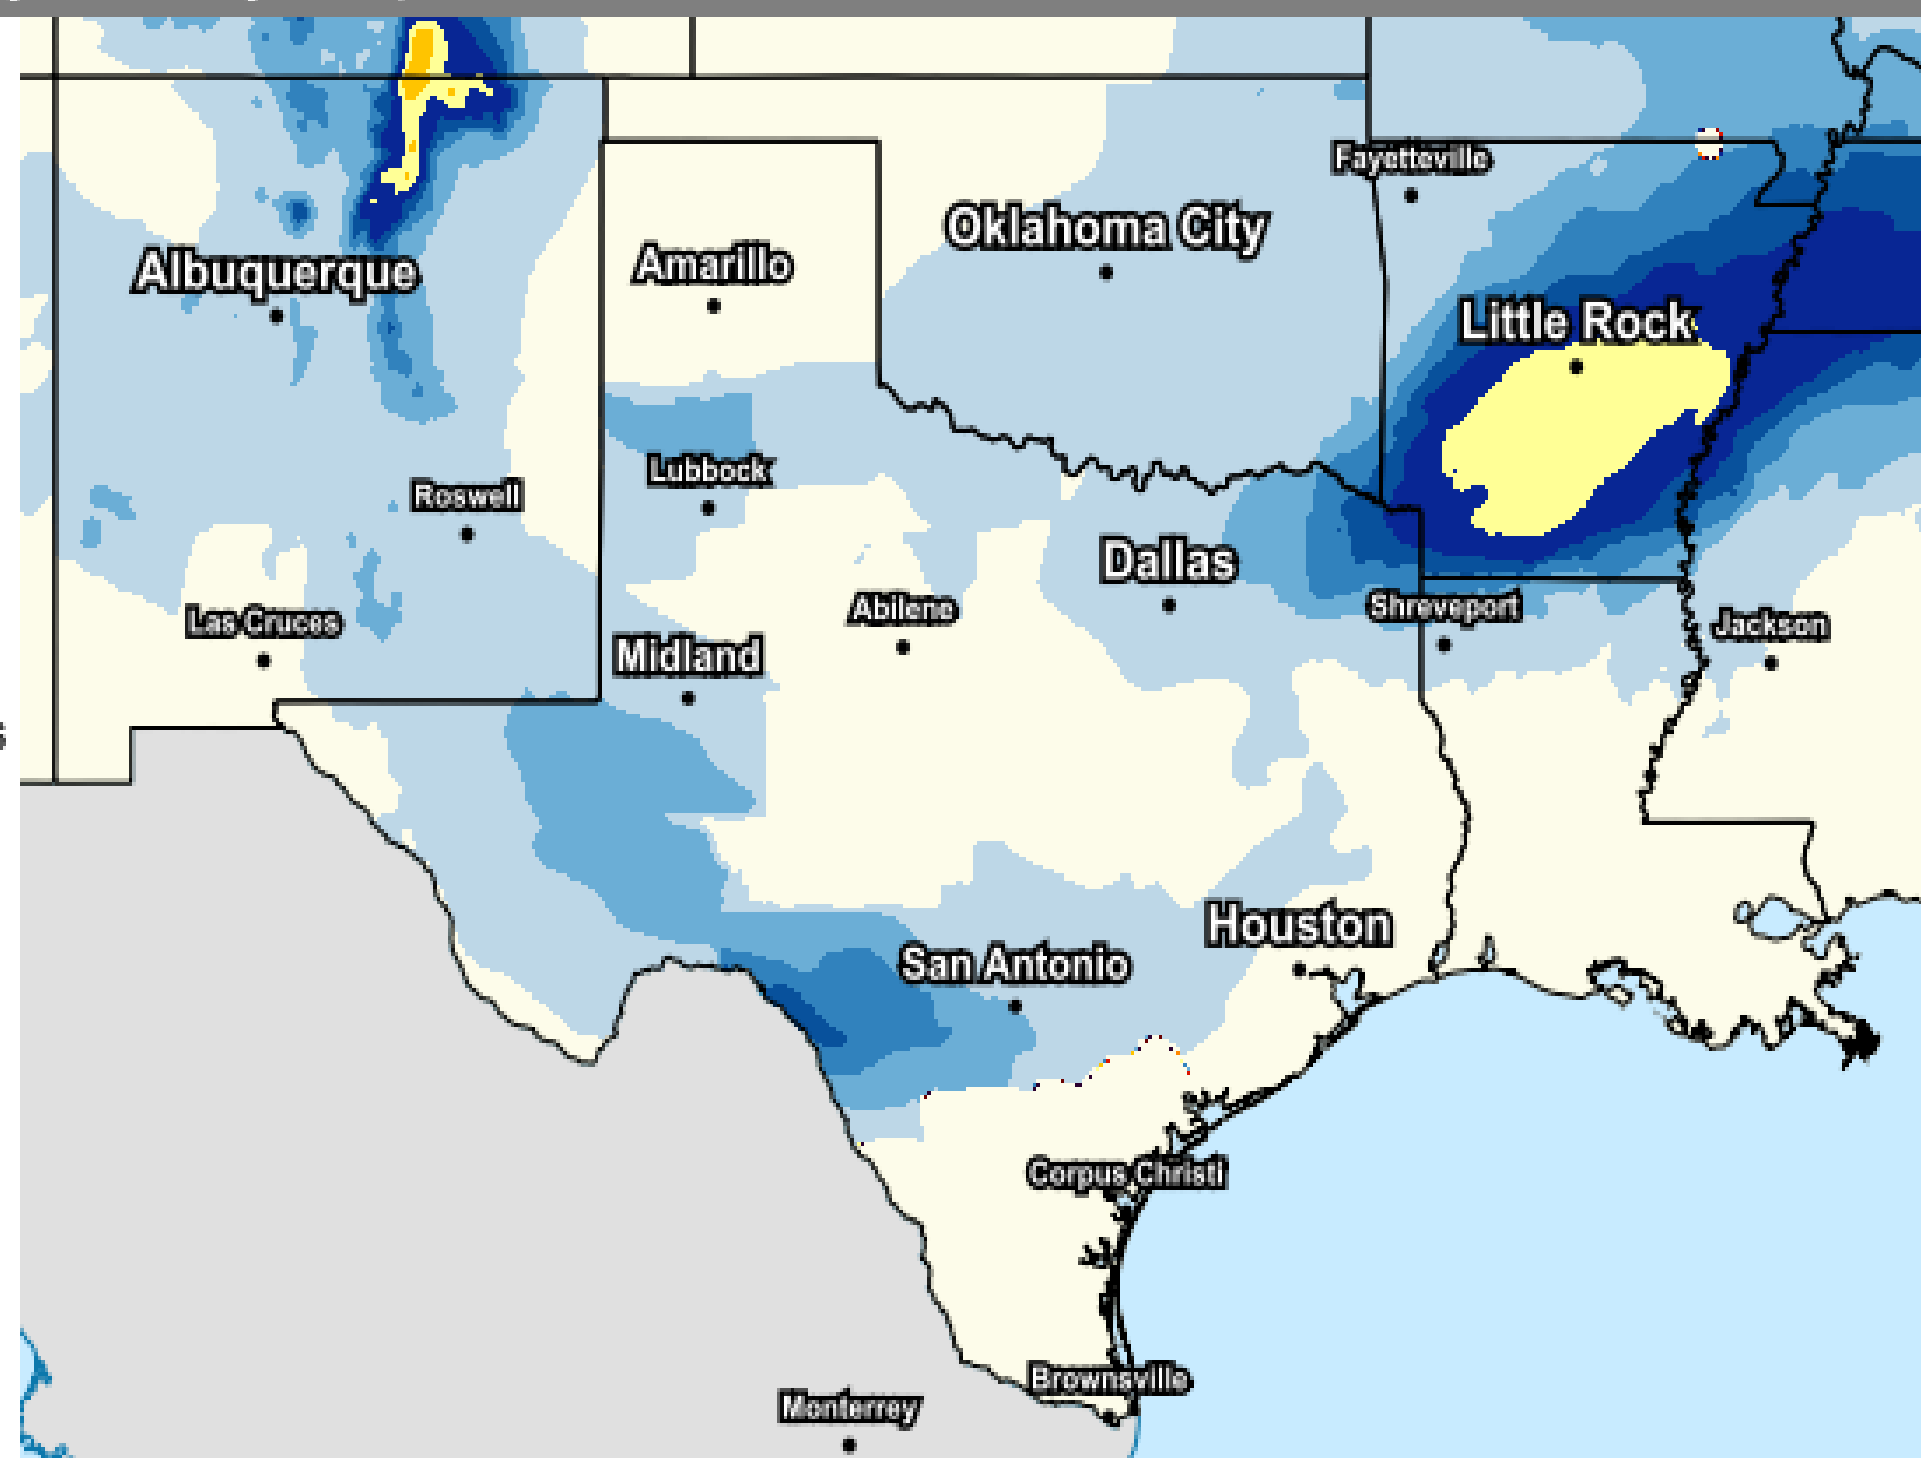 Fayetteville
Oklahoma City
Albuquerque
Amarillo
Little Rock
Lubbock
Roswell
Dallas
Abilene
Shreveport
Las Cruces
Jackson
Midland
Houston
San Antonio
Corpus Christi
Brownsville
Monterrey